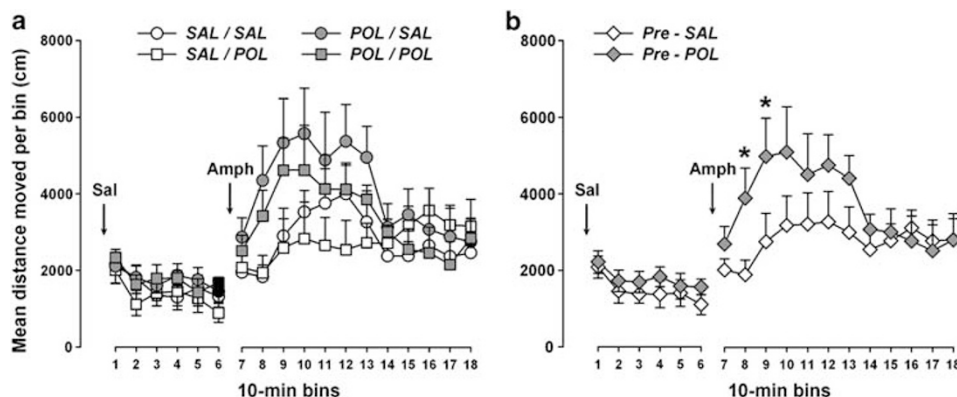 a
SAL / SAL
POL / SAL
SAL / POL
POL / POL
Mean distance moved per bin (cm)
8000
6000
4000
2000
0
Sal
Amph
1 2 3 4 5 6 7 8 9 10 11 12 13 14 15 16 17 18
10-min bins
b
Pre - SAL
Pre - POL
8000
6000
4000
2000
0
Sal
Amph
*
*
1 2 3 4 5 6 7 8 9 10 11 12 13 14 15 16 17 18
10-min bins